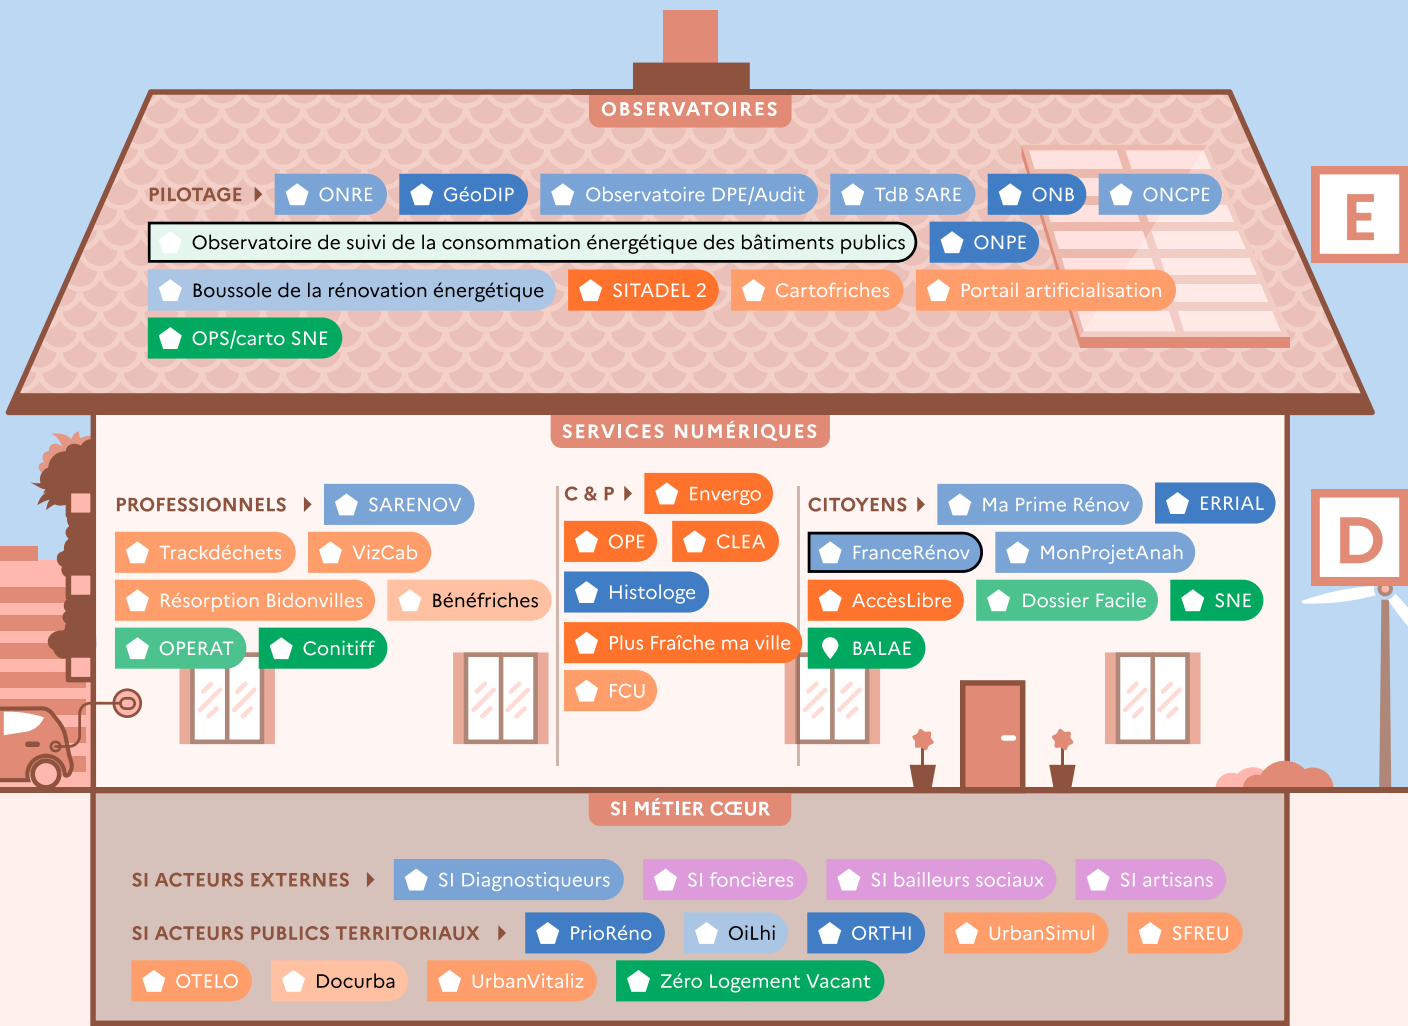 OBSERVATOIRES
PILOTAGE ONRE GéoDIP Observatoire DPE/Audit TdB SARE ONB ONCPE
Observatoire de suivi de la consommation énergétique des bâtiments publics ONPE
Boussole de la rénovation énergétique SITADEL 2 Cartofriches Portail artificialisation
OPS/carto SNE
E
SERVICES NUMÉRIQUES
PROFESSIONNELS SARENOV
Trackdéchets VizCab
Résorption Bidonvilles Bénéfriches
OPERAT Conitiff
C & P Envergo
OPE CLEA
Histologe
Plus Fraîche ma ville
FCU
CITOYENS Ma Prime Rénov ERRIAL
FranceRénov MonProjetAnah
AccèsLibre Dossier Facile SNE
BALAE
D
SI MÉTIER CŒUR
SI ACTEURS EXTERNES SI Diagnostiqueurs SI foncières SI bailleurs sociaux SI artisans
SI ACTEURS PUBLICS TERRITORIAUX PrioRéno OiLhi ORTHI UrbanSimul SFREU
OTELO Docurba UrbanVitaliz Zéro Logement Vacant